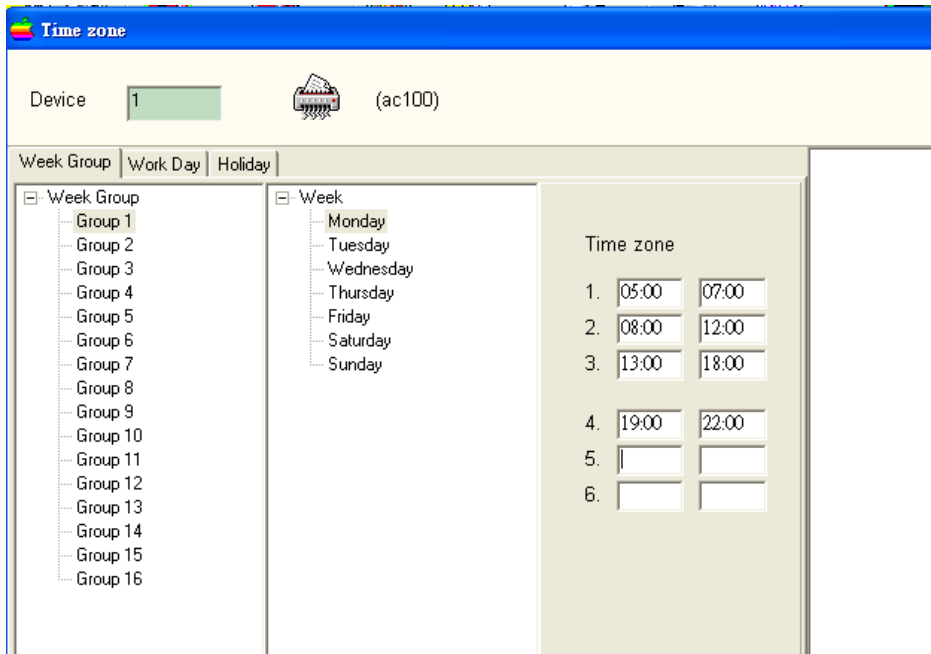 Time zone
Device 1 (ac100)
Week Group Work Day Holiday
Week Group
Group 1
Group 2
Group 3
Group 4
Group 5
Group 6
Group 7
Group 8
Group 9
Group 10
Group 11
Group 12
Group 13
Group 14
Group 15
Group 16
Week
Monday
Tuesday
Wednesday
Thursday
Friday
Saturday
Sunday
Time zone
1. 05:00 07:00
2. 08:00 12:00
3. 13:00 18:00
4. 19:00 22:00
5.
6.